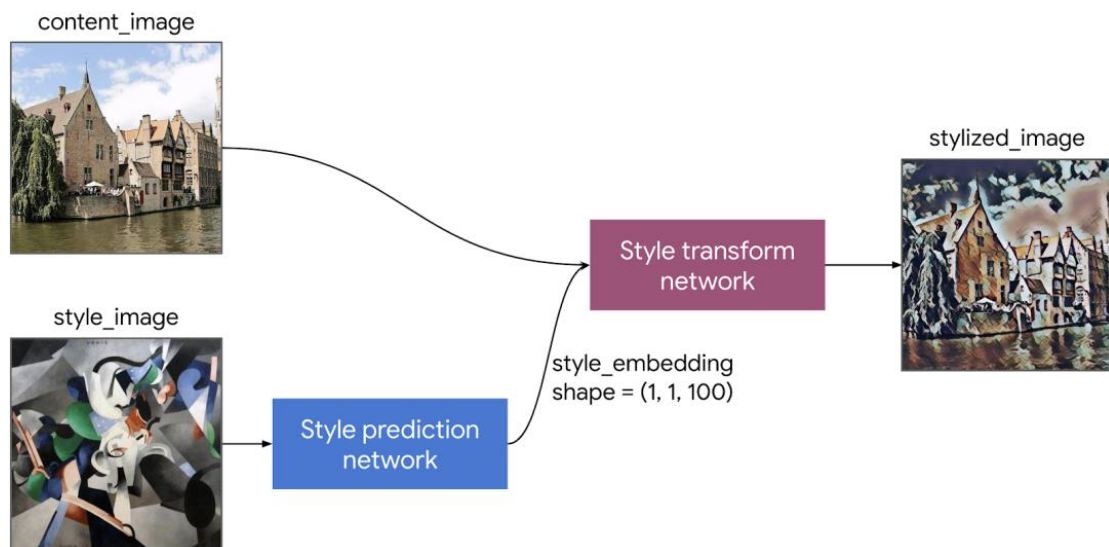 content_image
stylized_image
Style transform
network
style_image
style_embedding
shape = (1, 1, 100)
Style prediction
network